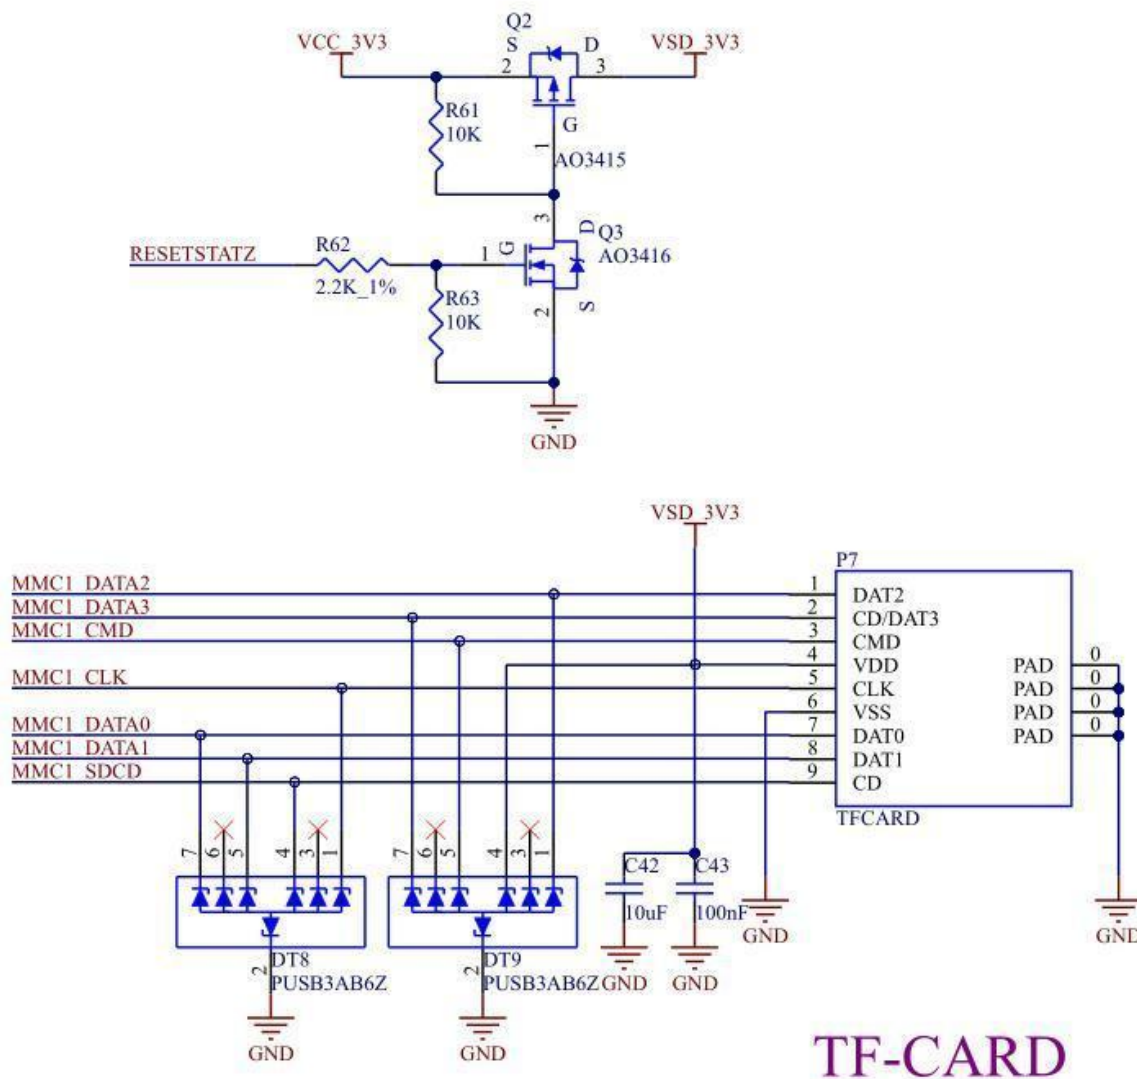 Q2
VCC_3V3
S
D
VSD_3V3
2
3
R61
10K
G
1
AO3415
3
D
RESETSTATZ
R62
1
G
Q3
AO3416
2.2K_1%
R63
10K
2
S
GND
VSD_3V3
P7
MMC1_DATA2
1
DAT2
MMC1_DATA3
2
CD/DAT3
MMC1_CMD
3
CMD
4
VDD
PAD
0
MMC1_CLK
5
CLK
PAD
0
6
VSS
PAD
0
MMC1_DATA0
7
DAT0
PAD
0
MMC1_DATA1
8
DAT1
MMC1_SDCD
9
CD
TFCARD
7
6
5
4
3
1
7
6
5
4
3
1
C42
C43
10uF
100nF
GND
GND
2
DT8
PUSB3AB6Z
2
DT9
PUSB3AB6Z
GND
GND
GND
GND
TF-CARD